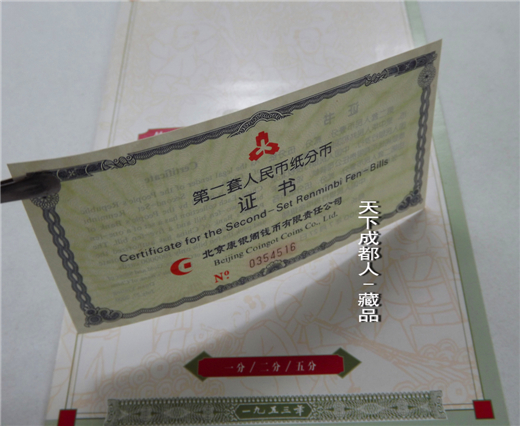 第二套人民币纸分币
证 书
Certificate for the Second-Set Renminbi Fen-Bills
北京康银阁钱币有限责任公司
Beijing Coingot Coins Co., Ltd.
№ 0354516
天下成都人-藏品
一分/二分/五分
一九五三年